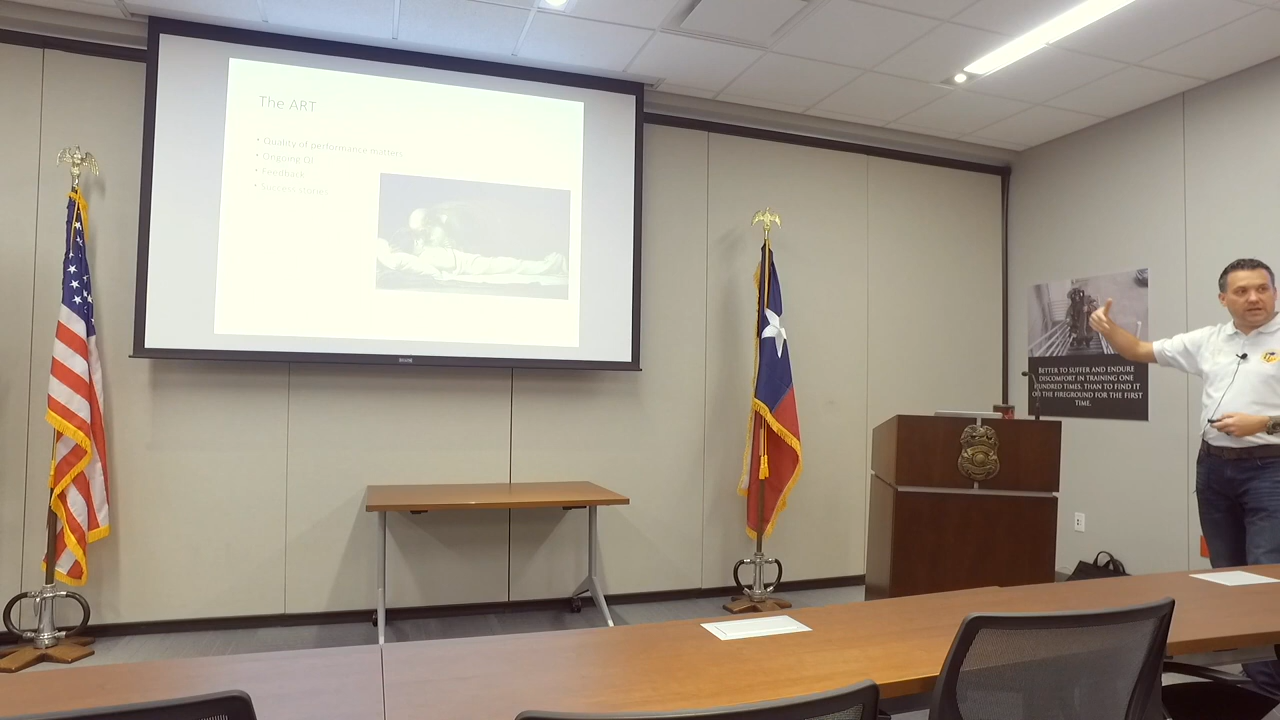 The ART
• Quality of performance matters
• Ongoing QI
• Feedback
• Success stories
BETTER TO SUFFER AND ENDURE
DISCOMFORT IN TRAINING ONE
HUNDRED TIMES, THAN TO FIND IT
ON THE FIREGROUND FOR THE FIRST
TIME.